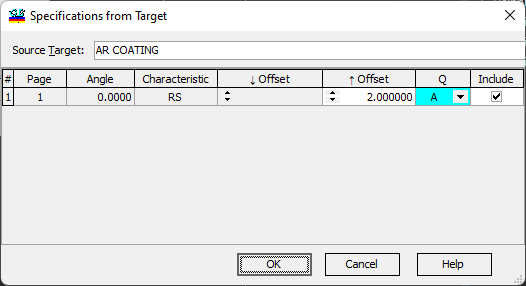 Specifications from Target
Source Target: AR COATING
# Page Angle Characteristic ↓ Offset ↑ Offset Q Include
1 1 0.0000 RS 2.000000 A
OK Cancel Help